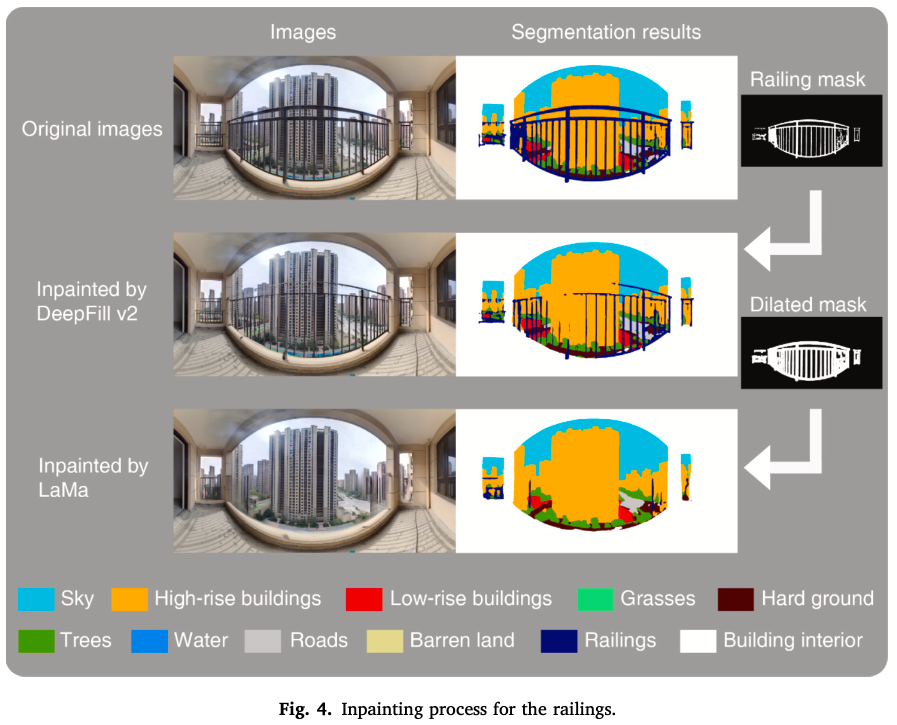 Images
Segmentation results
Railing mask
Original images
Inpainted by
DeepFill v2
Dilated mask
Inpainted by
LaMa
Sky High-rise buildings Low-rise buildings Grasses Hard ground
Trees Water Roads Barren land Railings Building interior
Fig. 4. Inpainting process for the railings.